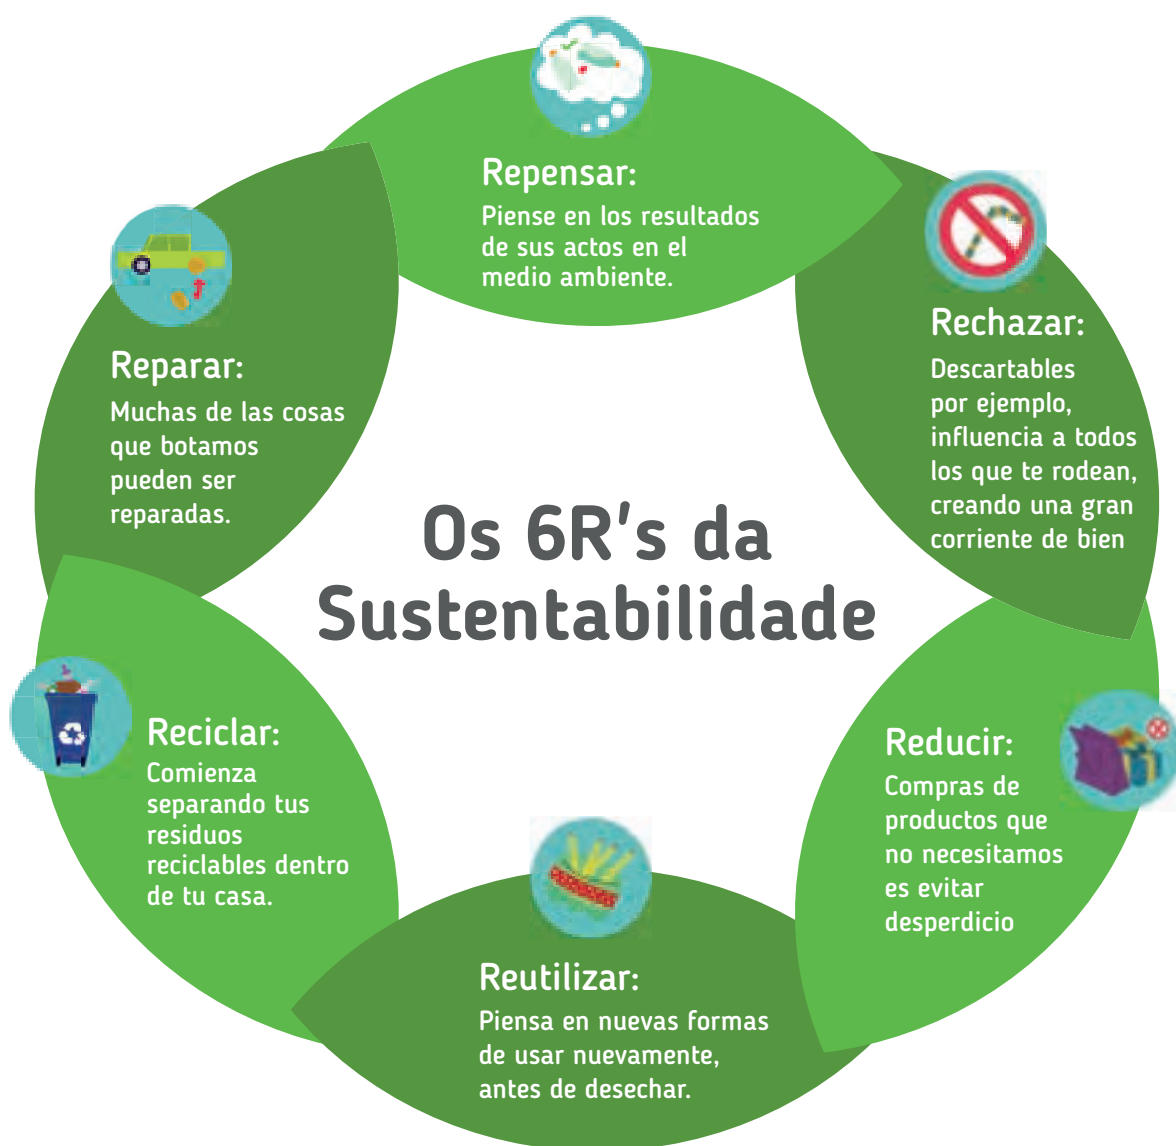 Repensar:
Piense en los resultados
de sus actos en el
medio ambiente.
Rechazar:
Descartables
por ejemplo,
influencia a todos
los que te rodean,
creando una gran
corriente de bien
Reparar:
Muchas de las cosas
que botamos
pueden ser
reparadas.
Os 6R's da
Sustentabilidade
Reciclar:
Comienza
separando tus
residuos
reciclables dentro
de tu casa.
Reducir:
Compras de
productos que
no necesitamos
es evitar
desperdicio
Reutilizar:
Piensa en nuevas formas
de usar nuevamente,
antes de desechar.